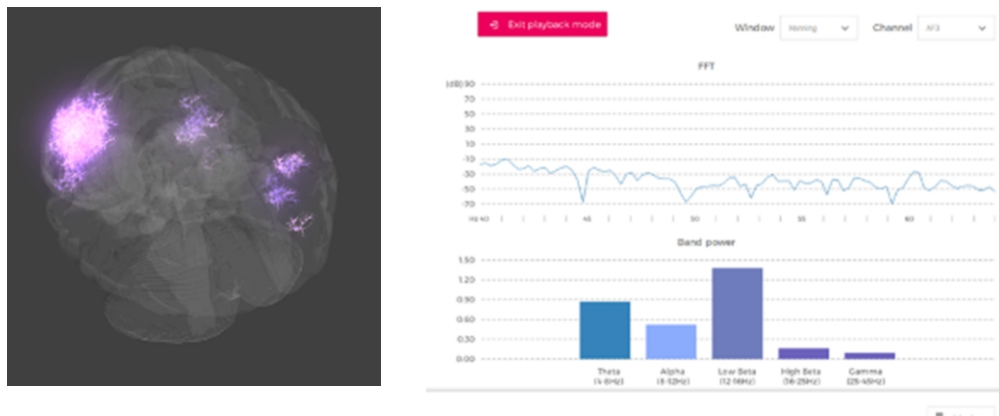 Exit playback mode
Window Hanning
Channel AF3
FFT
(dB) 90
70
50
30
10
-10
-30
-50
-70
Hz 40 45 50 55 60
Band power
1.50
1.20
0.90
0.60
0.30
0.00
Theta Alpha Low Beta High Beta Gamma
(4-8Hz) (8-12Hz) (12-16Hz) (16-25Hz) (25-45Hz)